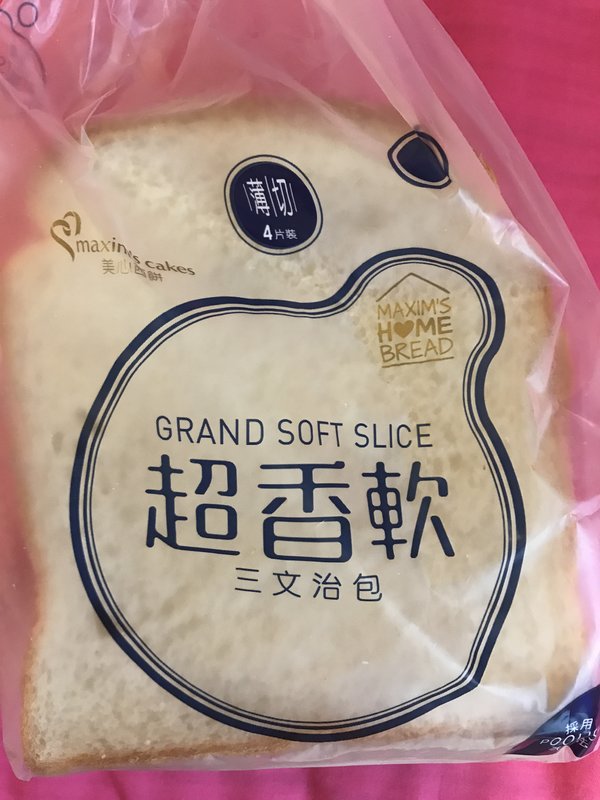 薄切
4片裝
maxim's cakes
美心西餅
MAXIM'S
HOME
BREAD
GRAND SOFT SLICE
超香軟
三文治包
採用